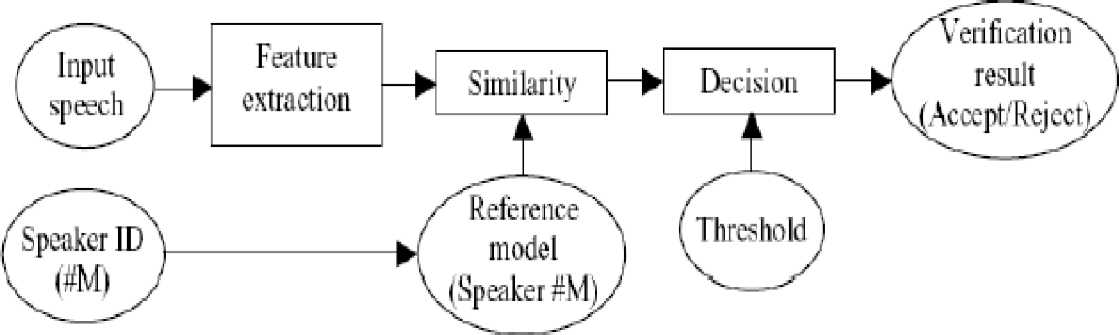 Input
speech
Feature
extraction
Similarity
Decision
Verification
result
(Accept/Reject)
Speaker ID
(#M)
Reference
model
(Speaker #M)
Threshold